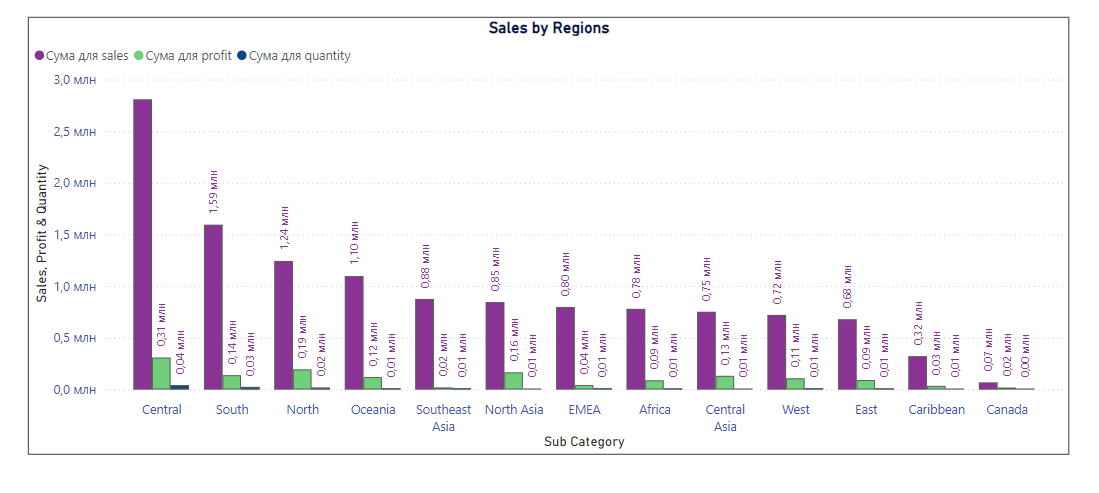 Sales by Regions
Сума для sales Сума для profit Сума для quantity
Sales, Profit & Quantity
3,0 млн
2,5 млн
2,0 млн
1,5 млн
1,0 млн
0,5 млн
0,0 млн
0,31 млн
0,04 млн
1,59 млн
0,14 млн
0,03 млн
1,24 млн
0,19 млн
0,02 млн
1,10 млн
0,12 млн
0,01 млн
0,88 млн
0,02 млн
0,01 млн
0,85 млн
0,16 млн
0,01 млн
0,80 млн
0,04 млн
0,01 млн
0,78 млн
0,09 млн
0,01 млн
0,75 млн
0,13 млн
0,01 млн
0,72 млн
0,11 млн
0,01 млн
0,68 млн
0,09 млн
0,01 млн
0,32 млн
0,03 млн
0,01 млн
0,07 млн
0,02 млн
0,00 млн
Central
South
North
Oceania
Southeast
Asia
North Asia
EMEA
Africa
Central
Asia
West
East
Caribbean
Canada
Sub Category